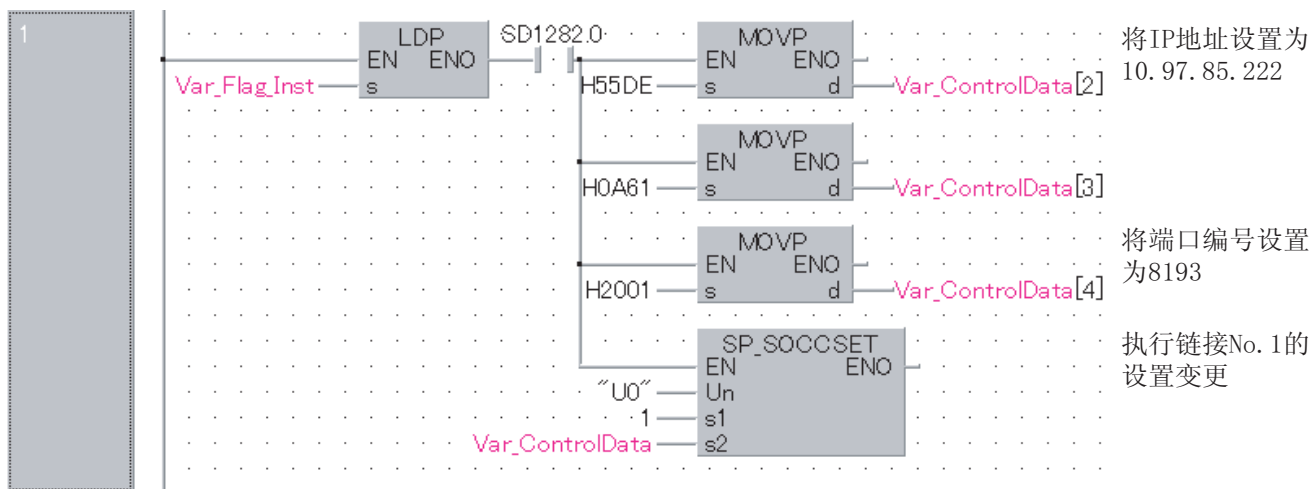 1
LDP
EN ENO
Var_Flag_Inst s
SD1282.0
MOVP
EN ENO
H55DE s d Var_ControlData[2]
将IP地址设置为
10.97.85.222
MOVP
EN ENO
H0A61 s d Var_ControlData[3]
MOVP
EN ENO
H2001 s d Var_ControlData[4]
将端口编号设置
为8193
SP_SOCCSET
EN ENO
"U0" Un
1 s1
Var_ControlData s2
执行链接No.1的
设置变更